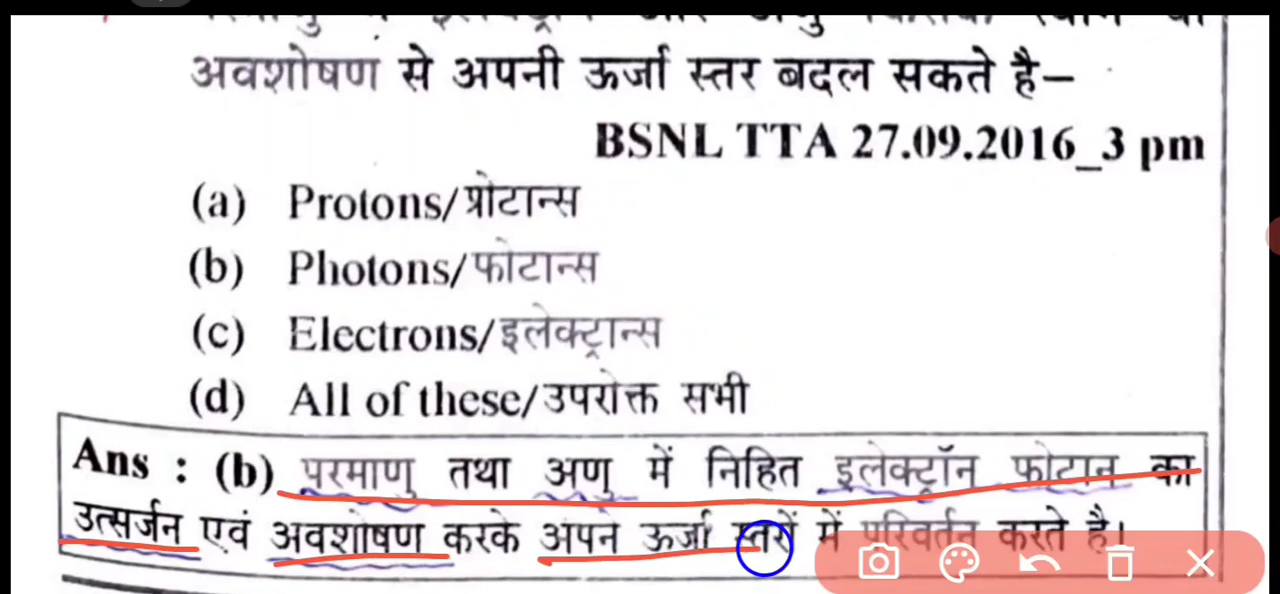 अवशोषण से अपनी ऊर्जा स्तर बदल सकते है–
BSNL TTA 27.09.2016_3 pm
(a) Protons/प्रोटान्स
(b) Photons/फोटान्स
(c) Electrons/इलेक्ट्रान्स
(d) All of these/उपरोक्त सभी
Ans : (b) परमाणु तथा अणु में निहित इलेक्ट्रॉन फोटान का
उत्सर्जन एवं अवशोषण करके अपने ऊर्जा स्तरों में परिवर्तन करते है।